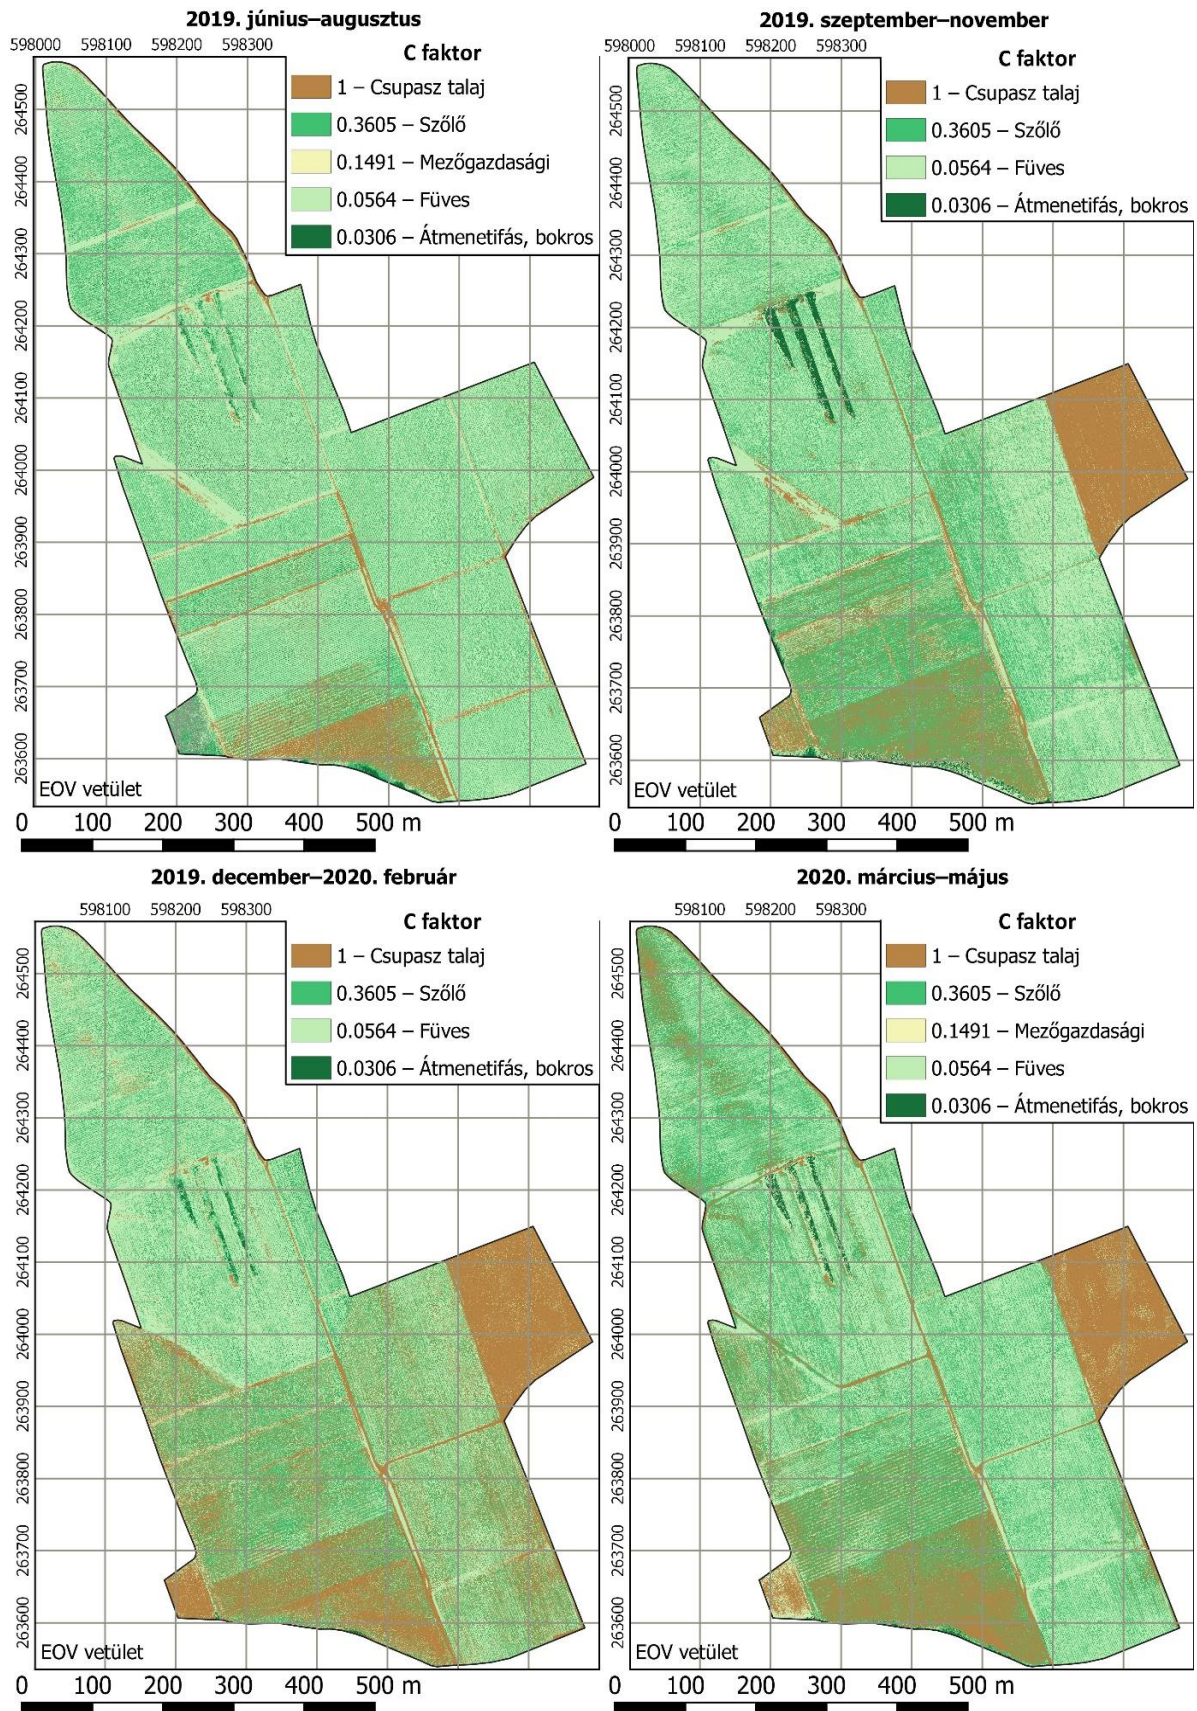 2019. június–augusztus
598000 598100 598200 598300
C faktor
1 – Csupasz talaj
0.3605 – Szőlő
0.1491 – Mezőgazdasági
0.0564 – Füves
0.0306 – Átmenetifás, bokros
264500
264400
264300
264200
264100
264000
263900
263800
263700
263600
EOV vetület
0 100 200 300 400 500 m
2019. szeptember–november
598000 598100 598200 598300
C faktor
1 – Csupasz talaj
0.3605 – Szőlő
0.0564 – Füves
0.0306 – Átmenetifás, bokros
264500
264400
264300
264200
264100
264000
263900
263800
263700
263600
EOV vetület
0 100 200 300 400 500 m
2019. december–2020. február
598100 598200 598300
C faktor
1 – Csupasz talaj
0.3605 – Szőlő
0.0564 – Füves
0.0306 – Átmenetifás, bokros
264500
264400
264300
264200
264100
264000
263900
263800
263700
263600
EOV vetület
0 100 200 300 400 500 m
2020. március–május
598100 598200 598300
C faktor
1 – Csupasz talaj
0.3605 – Szőlő
0.1491 – Mezőgazdasági
0.0564 – Füves
0.0306 – Átmenetifás, bokros
264500
264400
264300
264200
264100
264000
263900
263800
263700
263600
EOV vetület
0 100 200 300 400 500 m